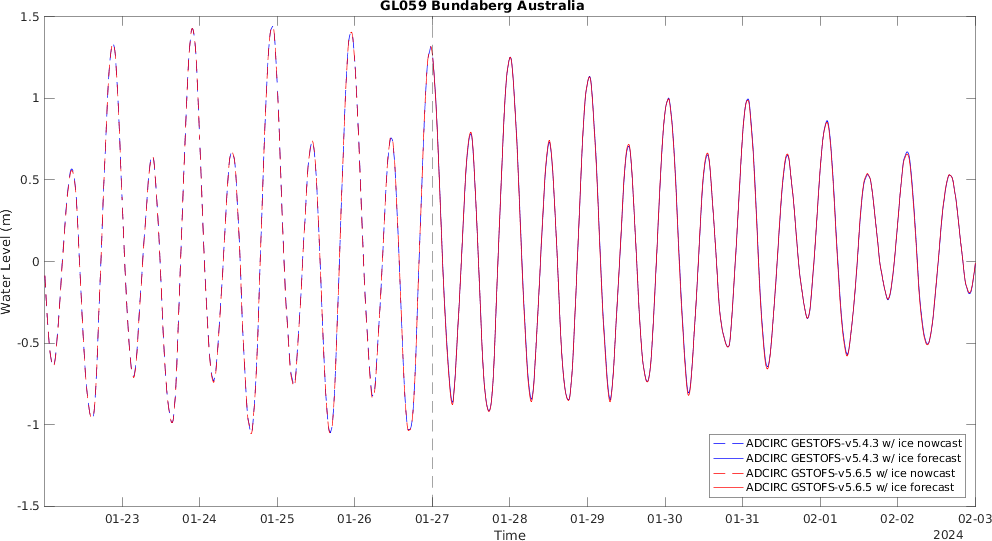 GL059 Bundaberg Australia
1.5
1
0.5
0
-0.5
-1
-1.5
Water Level (m)
ADCIRC GESTOFS-v5.4.3 w/ ice nowcast
ADCIRC GESTOFS-v5.4.3 w/ ice forecast
ADCIRC GSTOFS-v5.6.5 w/ ice nowcast
ADCIRC GSTOFS-v5.6.5 w/ ice forecast
01-23 01-24 01-25 01-26 01-27 01-28 01-29 01-30 01-31 02-01 02-02 02-03
Time
2024